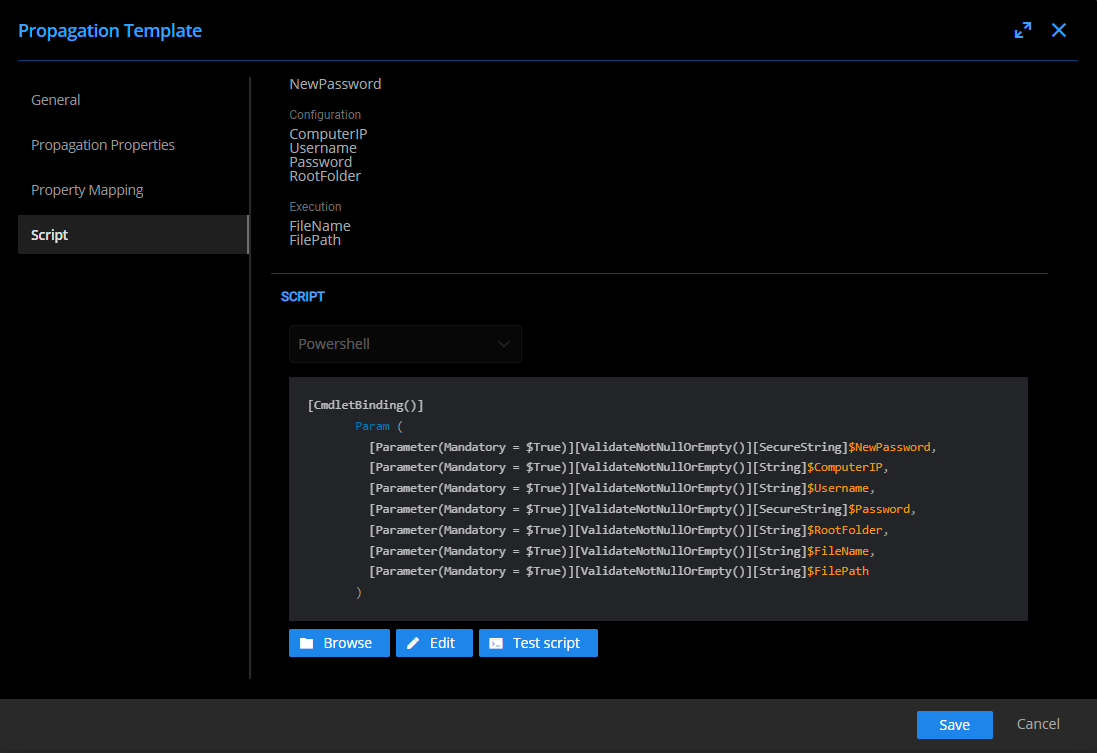 Propagation Template
General
Propagation Properties
Property Mapping
Script
NewPassword
Configuration
ComputerIP
Username
Password
RootFolder
Execution
FileName
FilePath
SCRIPT
Powershell
[CmdletBinding()]
Param (
[Parameter(Mandatory = $True)][ValidateNotNullOrEmpty()][SecureString]$NewPassword,
[Parameter(Mandatory = $True)][ValidateNotNullOrEmpty()][String]$ComputerIP,
[Parameter(Mandatory = $True)][ValidateNotNullOrEmpty()][String]$Username,
[Parameter(Mandatory = $True)][ValidateNotNullOrEmpty()][SecureString]$Password,
[Parameter(Mandatory = $True)][ValidateNotNullOrEmpty()][String]$RootFolder,
[Parameter(Mandatory = $True)][ValidateNotNullOrEmpty()][String]$FileName,
[Parameter(Mandatory = $True)][ValidateNotNullOrEmpty()][String]$FilePath
)
Browse
Edit
Test script
Save
Cancel